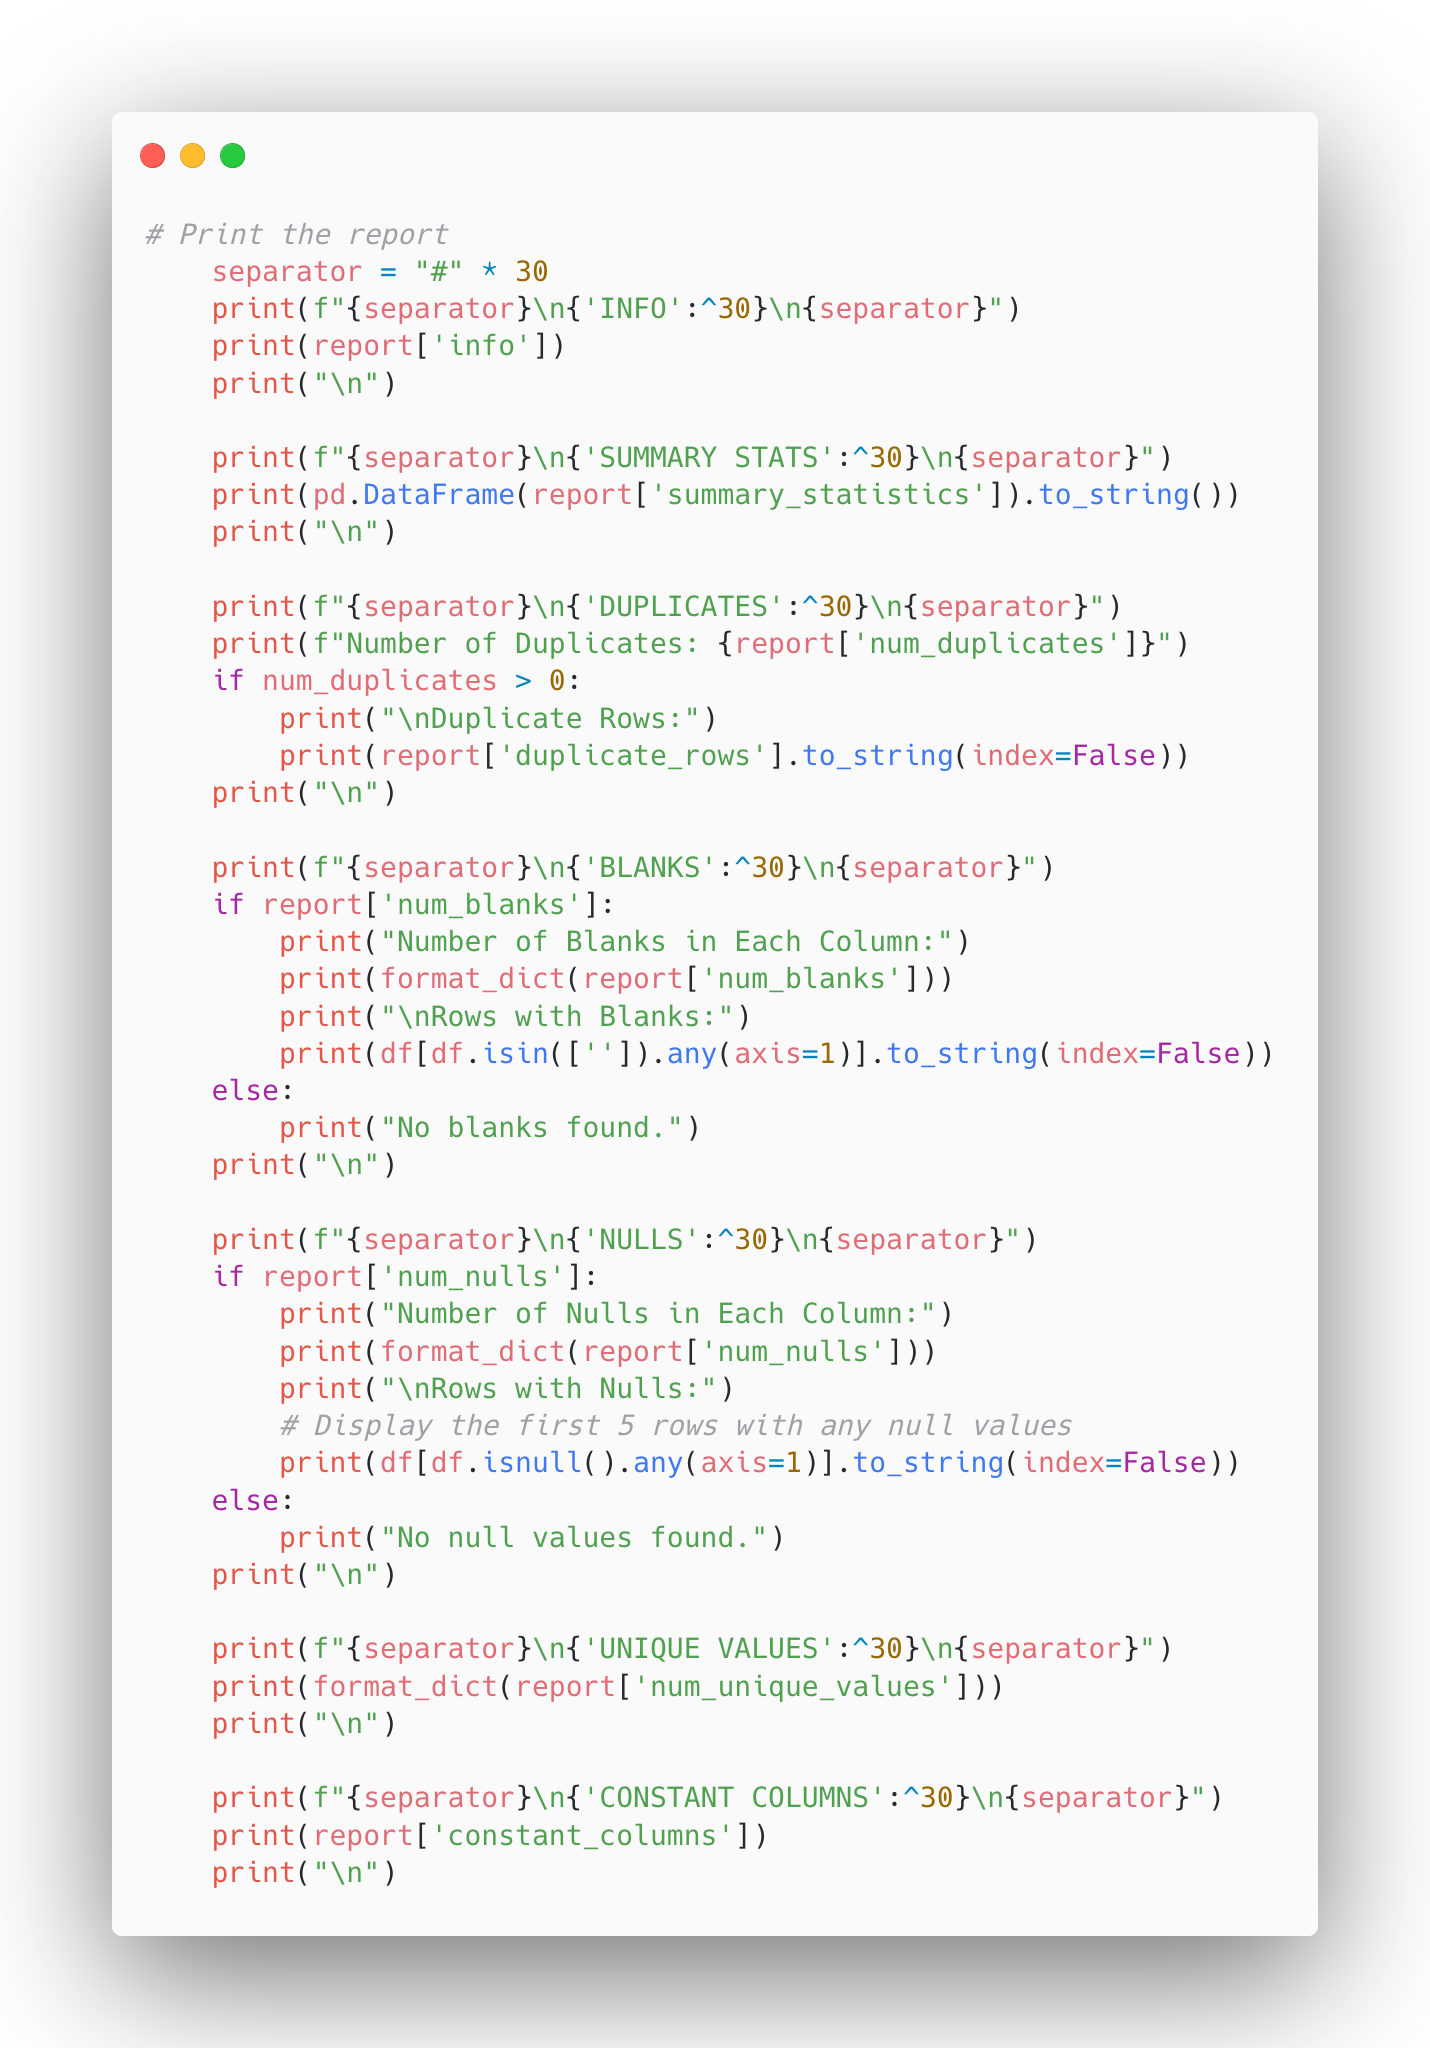 # Print the report
    separator = "#" * 30
    print(f"{separator}\n{'INFO':^30}\n{separator}")
    print(report['info'])
    print("\n")

    print(f"{separator}\n{'SUMMARY STATS':^30}\n{separator}")
    print(pd.DataFrame(report['summary_statistics']).to_string())
    print("\n")

    print(f"{separator}\n{'DUPLICATES':^30}\n{separator}")
    print(f"Number of Duplicates: {report['num_duplicates']}")
    if num_duplicates > 0:
        print("\nDuplicate Rows:")
        print(report['duplicate_rows'].to_string(index=False))
    print("\n")

    print(f"{separator}\n{'BLANKS':^30}\n{separator}")
    if report['num_blanks']:
        print("Number of Blanks in Each Column:")
        print(format_dict(report['num_blanks']))
        print("\nRows with Blanks:")
        print(df[df.isin(['']).any(axis=1)].to_string(index=False))
    else:
        print("No blanks found.")
    print("\n")

    print(f"{separator}\n{'NULLS':^30}\n{separator}")
    if report['num_nulls']:
        print("Number of Nulls in Each Column:")
        print(format_dict(report['num_nulls']))
        print("\nRows with Nulls:")
        # Display the first 5 rows with any null values
        print(df[df.isnull().any(axis=1)].to_string(index=False))
    else:
        print("No null values found.")
    print("\n")

    print(f"{separator}\n{'UNIQUE VALUES':^30}\n{separator}")
    print(format_dict(report['num_unique_values']))
    print("\n")

    print(f"{separator}\n{'CONSTANT COLUMNS':^30}\n{separator}")
    print(report['constant_columns'])
    print("\n")